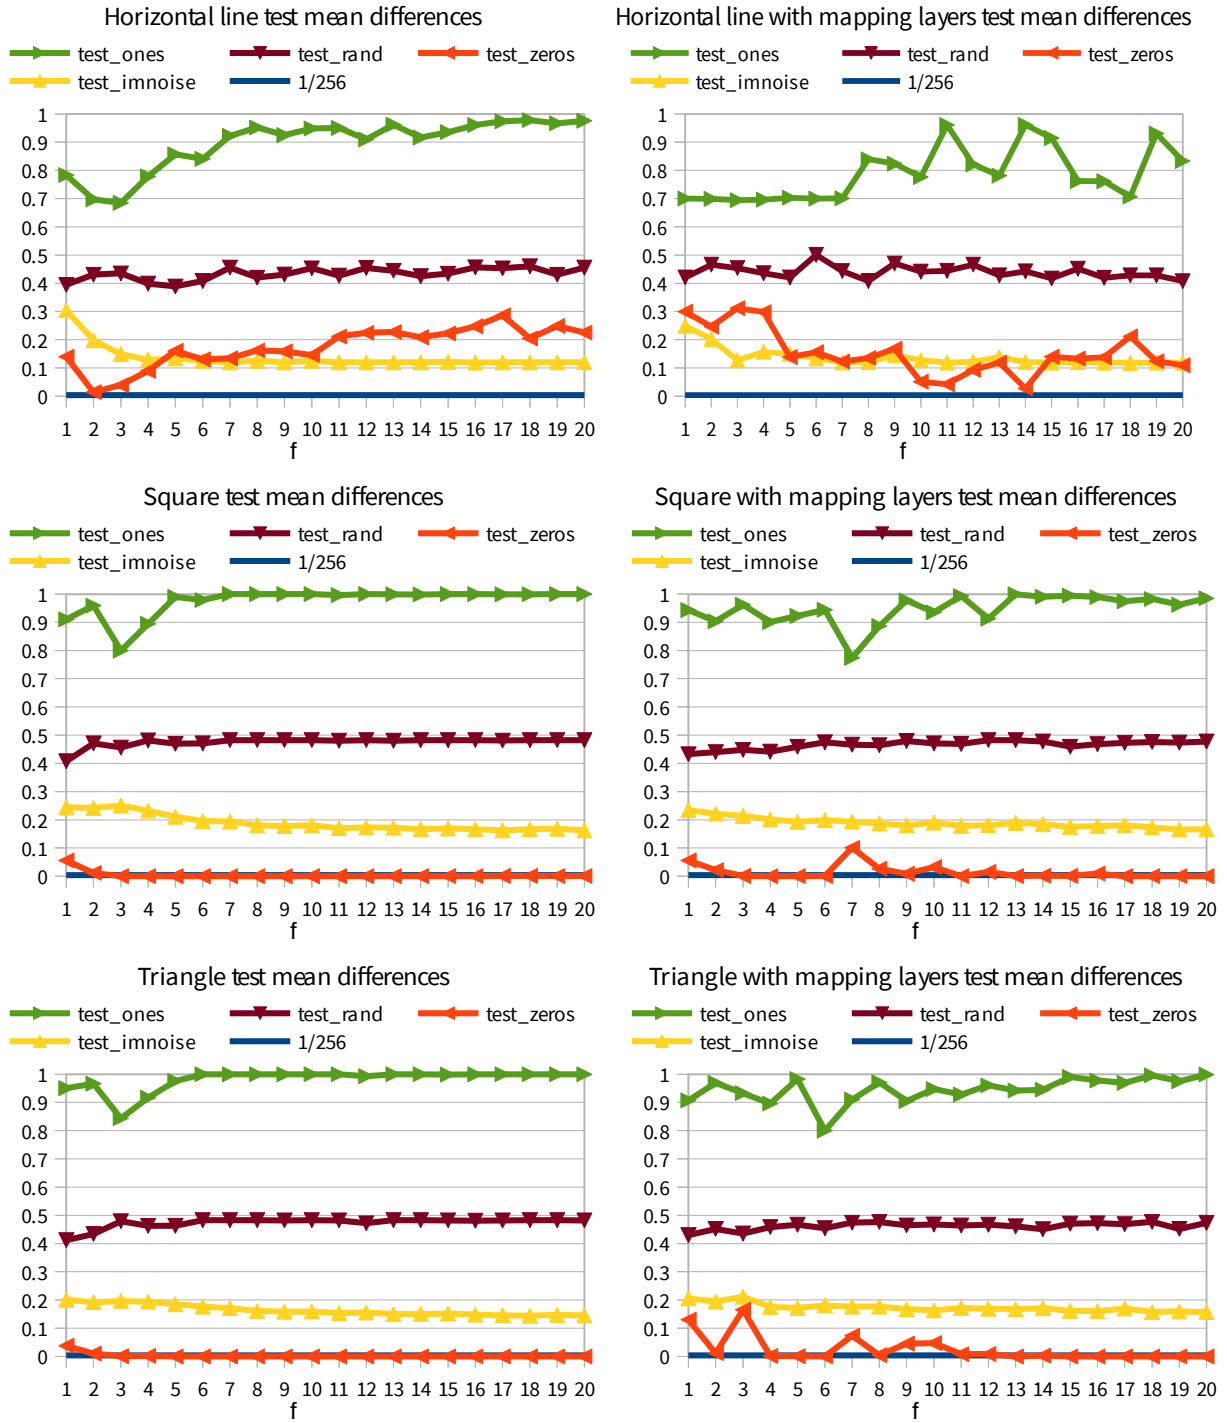 Horizontal line test mean differences
test_ones test_rand test_zeros
test_imnoise 1/256
1
0.9
0.8
0.7
0.6
0.5
0.4
0.3
0.2
0.1
0
1 2 3 4 5 6 7 8 9 10 11 12 13 14 15 16 17 18 19 20
f
Horizontal line with mapping layers test mean differences
test_ones test_rand test_zeros
test_imnoise 1/256
1
0.9
0.8
0.7
0.6
0.5
0.4
0.3
0.2
0.1
0
1 2 3 4 5 6 7 8 9 10 11 12 13 14 15 16 17 18 19 20
f
Square test mean differences
test_ones test_rand test_zeros
test_imnoise 1/256
1
0.9
0.8
0.7
0.6
0.5
0.4
0.3
0.2
0.1
0
1 2 3 4 5 6 7 8 9 10 11 12 13 14 15 16 17 18 19 20
f
Square with mapping layers test mean differences
test_ones test_rand test_zeros
test_imnoise 1/256
1
0.9
0.8
0.7
0.6
0.5
0.4
0.3
0.2
0.1
0
1 2 3 4 5 6 7 8 9 10 11 12 13 14 15 16 17 18 19 20
f
Triangle test mean differences
test_ones test_rand test_zeros
test_imnoise 1/256
1
0.9
0.8
0.7
0.6
0.5
0.4
0.3
0.2
0.1
0
1 2 3 4 5 6 7 8 9 10 11 12 13 14 15 16 17 18 19 20
f
Triangle with mapping layers test mean differences
test_ones test_rand test_zeros
test_imnoise 1/256
1
0.9
0.8
0.7
0.6
0.5
0.4
0.3
0.2
0.1
0
1 2 3 4 5 6 7 8 9 10 11 12 13 14 15 16 17 18 19 20
f